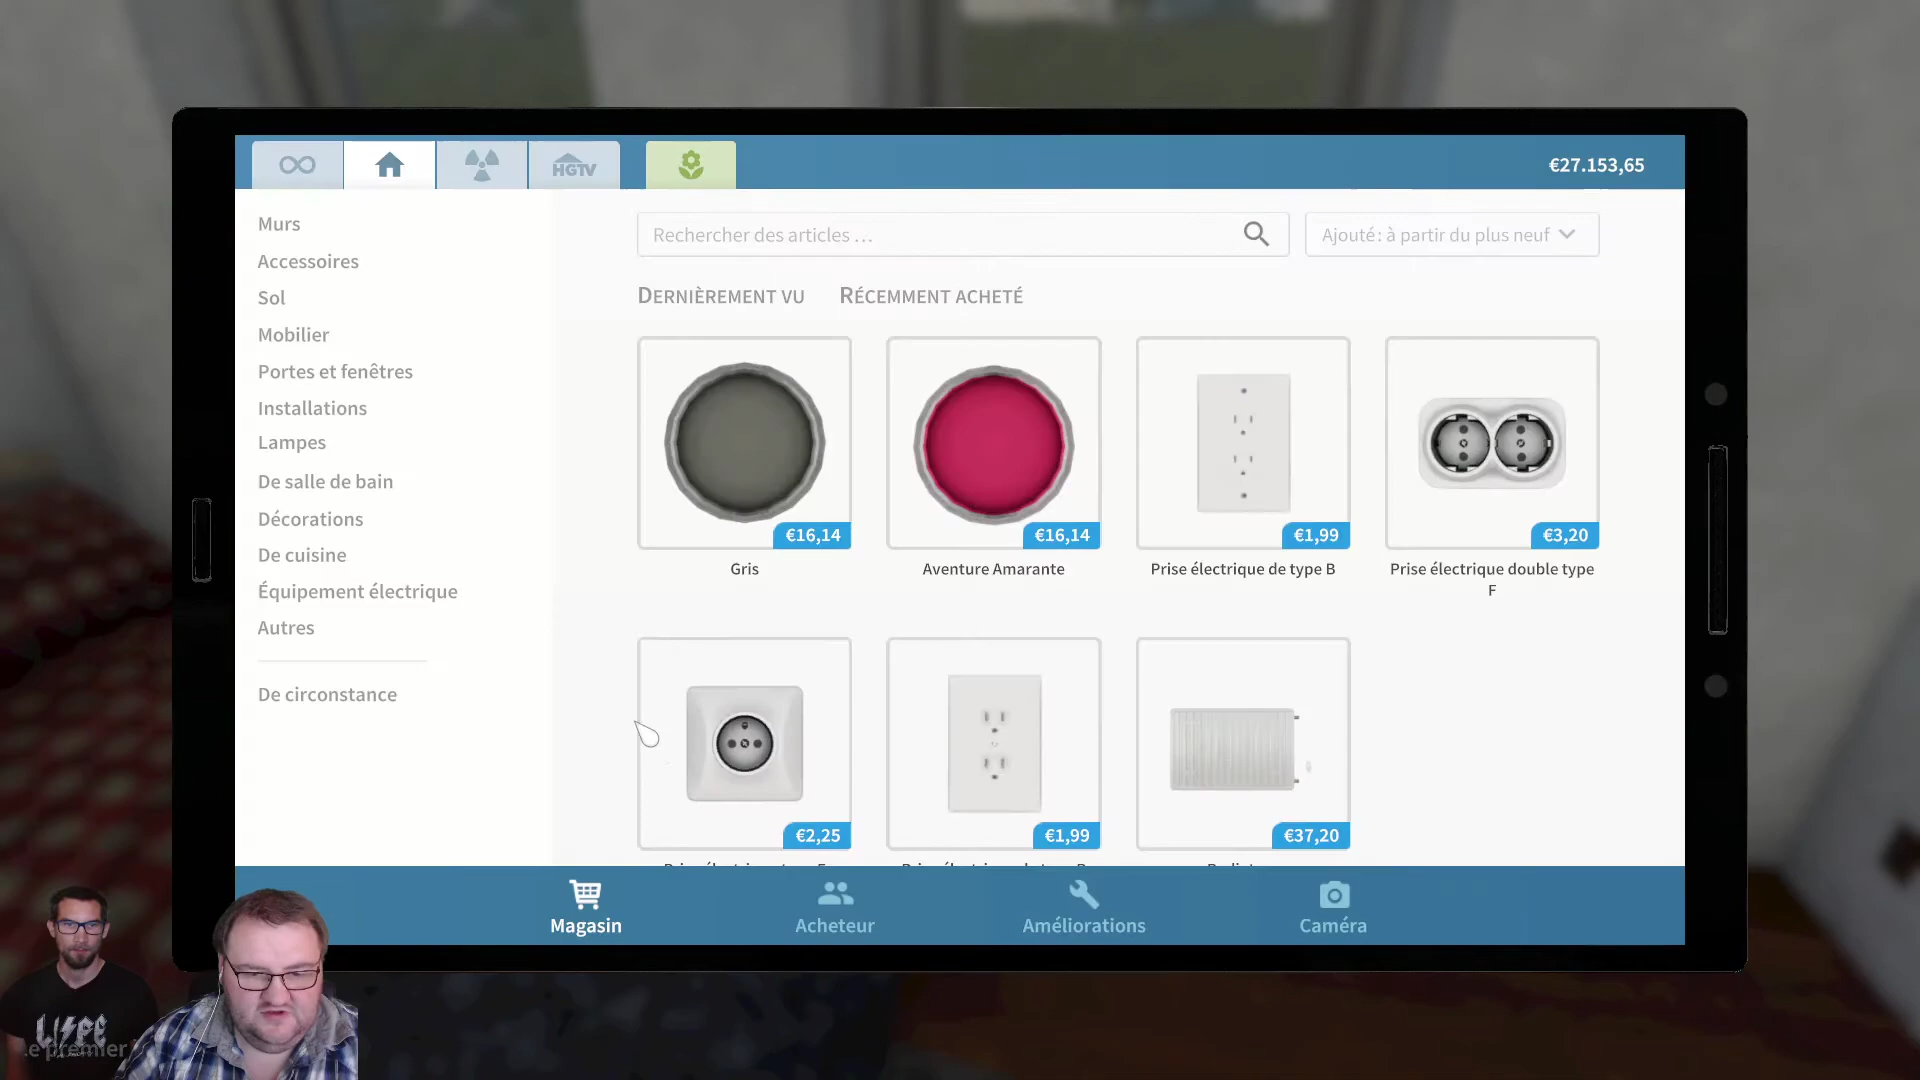 HGTV
€27.153,65
Murs
Accessoires
Sol
Mobilier
Portes et fenêtres
Installations
Lampes
De salle de bain
Décorations
De cuisine
Équipement électrique
Autres
De circonstance
Rechercher des articles ...
Ajouté : à partir du plus neuf
DERNIÈREMENT VU
RÉCEMMENT ACHETÉ
€16,14
€16,14
€1,99
€3,20
Gris
Aventure Amarante
Prise électrique de type B
Prise électrique double type
F
€2,25
€1,99
€37,20
Magasin
Acheteur
Améliorations
Caméra
premier